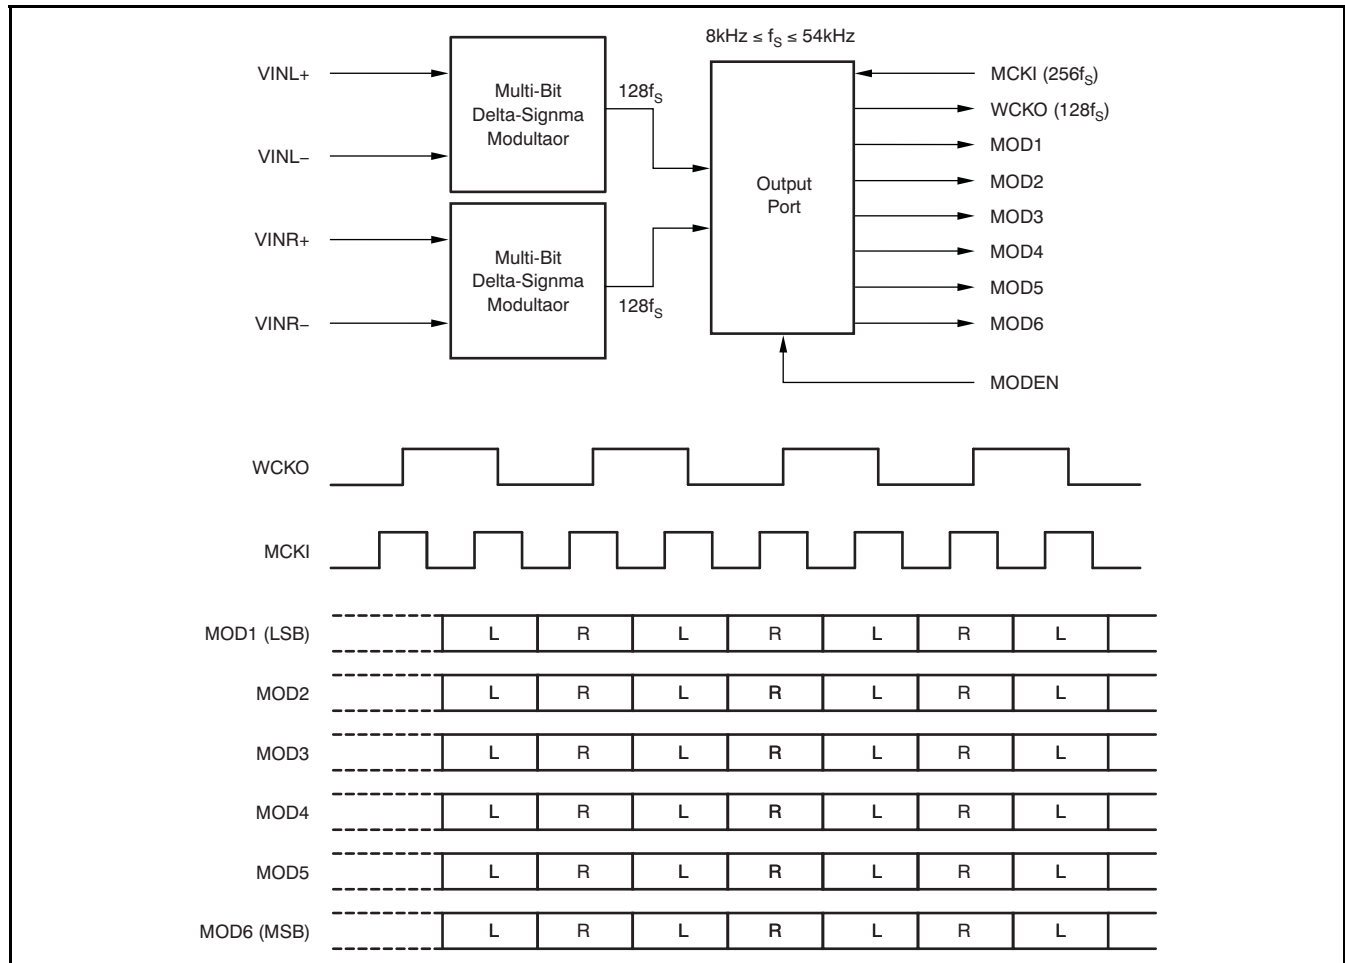 8kHz ≤ fS ≤ 54kHz
VINL+
VINL−
VINR+
VINR−
Multi-Bit
Delta-Signma
Modultaor
128fS
Multi-Bit
Delta-Signma
Modultaor
128fS
Output
Port
MCKI (256fS)
WCKO (128fS)
MOD1
MOD2
MOD3
MOD4
MOD5
MOD6
MODEN
WCKO
MCKI
MOD1 (LSB) L R L R L R L
MOD2 L R L R L R L
MOD3 L R L R L R L
MOD4 L R L R L R L
MOD5 L R L R L R L
MOD6 (MSB) L R L R L R L